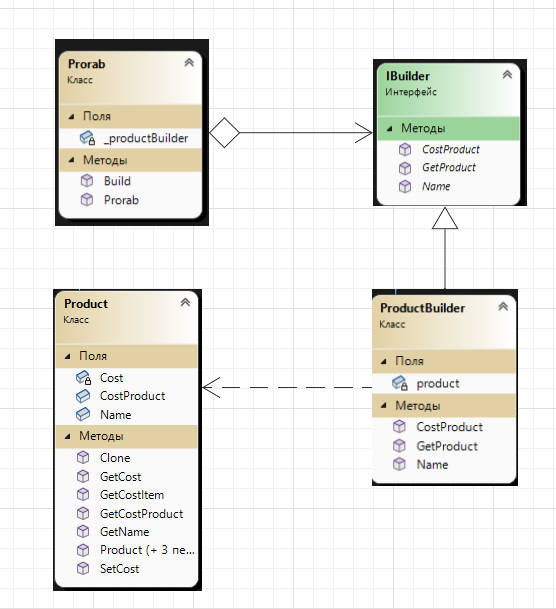 Prorab
Класс
Поля
_productBuilder
Методы
Build
Prorab
IBuilder
Интерфейс
Методы
CostProduct
GetProduct
Name
Product
Класс
Поля
Cost
CostProduct
Name
Методы
Clone
GetCost
GetCostItem
GetCostProduct
GetName
Product (+ 3 пе...
SetCost
ProductBuilder
Класс
Поля
product
Методы
CostProduct
GetProduct
Name